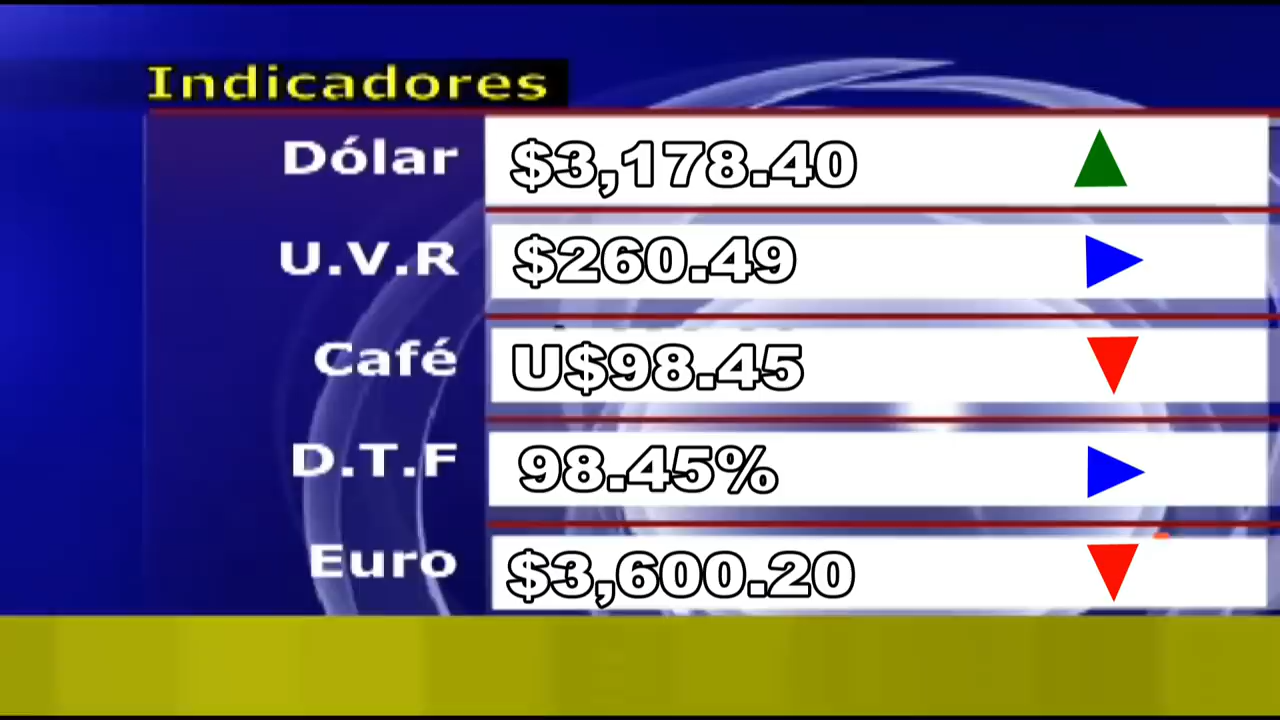 Indicadores
Dólar $3,178.40
U.V.R $260.49
Café U$98.45
D.T.F 98.45%
Euro $3,600.20